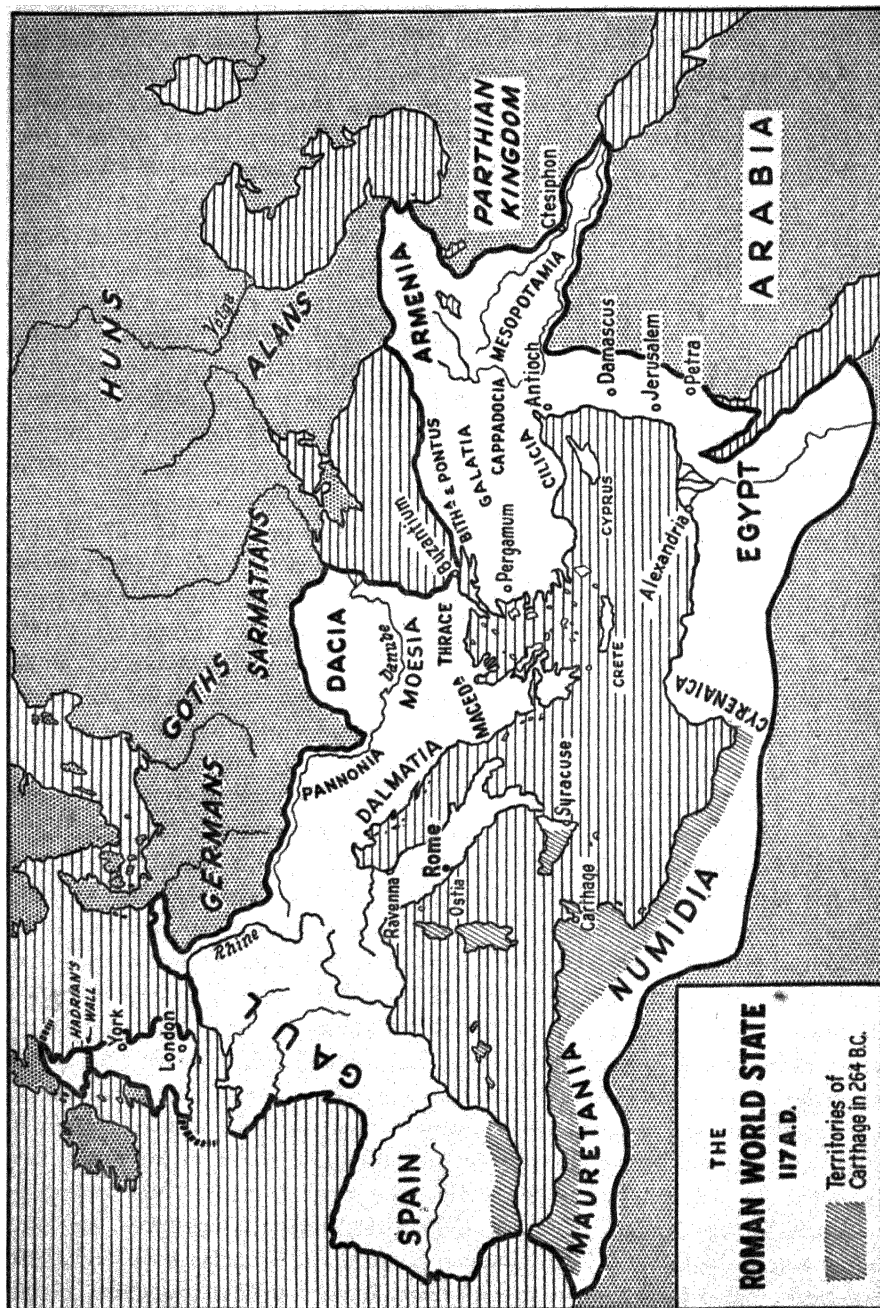 HUNS
Volga
ALANS
GOTHS
SARMATIANS
GERMANS
HADRIAN'S
WALL
York
London
Rhine
GAUL
SPAIN
PANNONIA
DALMATIA
DACIA
Danube
MOESIA
THRACE
MACEDA
Byzantium
BITHA & PONTUS
GALATIA
CAPPADOCIA
CILICIA
Pergamum
ARMENIA
MESOPOTAMIA
PARTHIAN
KINGDOM
Ctesiphon
Antioch
Damascus
Jerusalem
Petra
ARABIA
CYPRUS
CRETE
Alexandria
EGYPT
CYRENAICA
Ravenna
Rome
Ostia
Syracuse
Carthage
NUMIDIA
MAURETANIA
THE
ROMAN WORLD STATE
117 A.D.
Territories of
Carthage in 264 B.C.